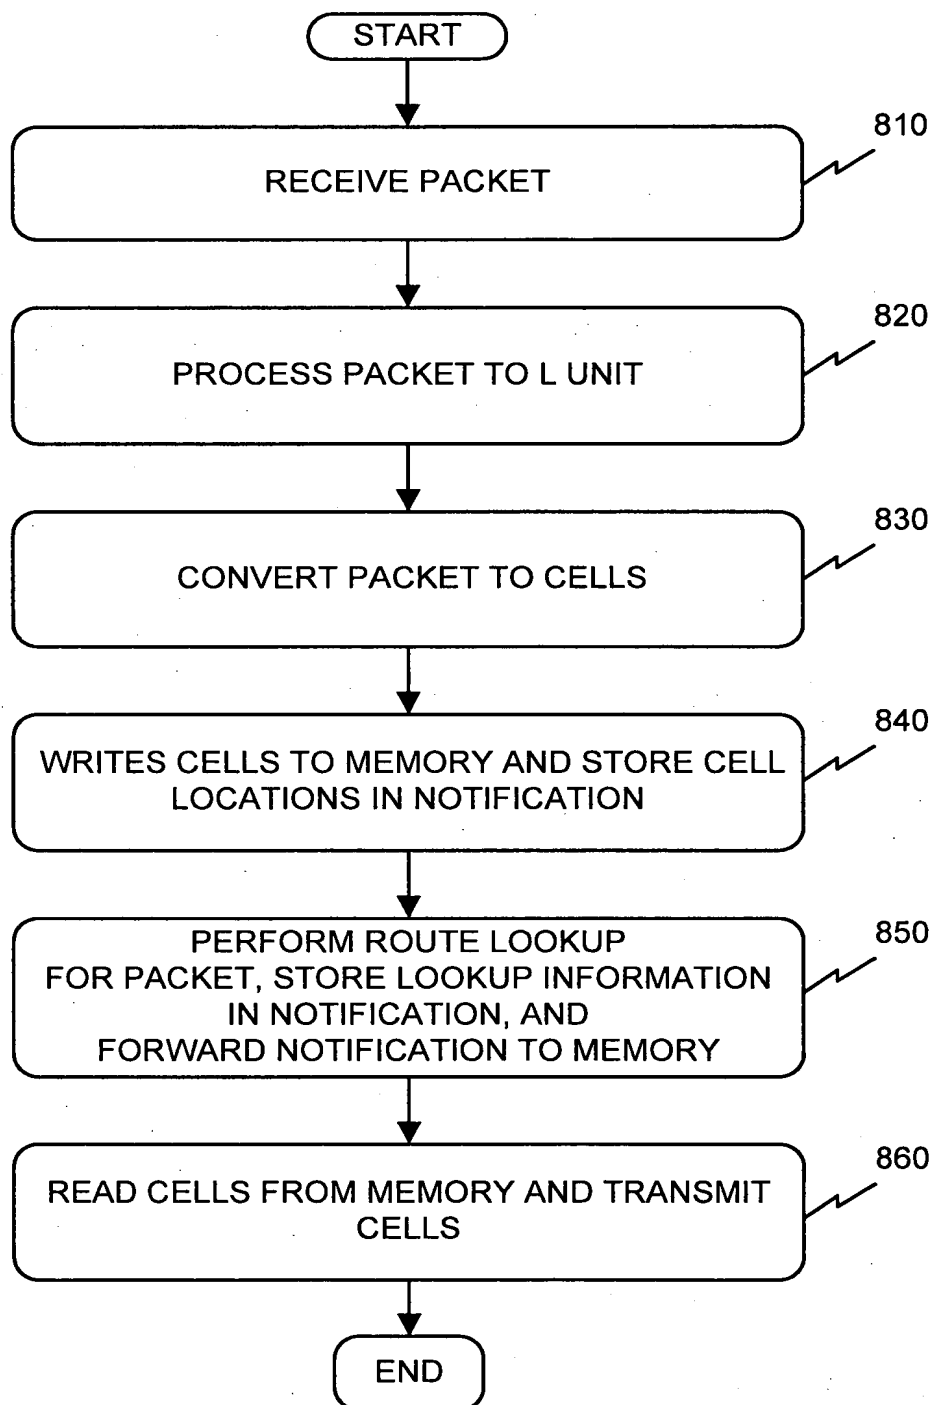 START
810
RECEIVE PACKET
820
PROCESS PACKET TO L UNIT
830
CONVERT PACKET TO CELLS
840
WRITES CELLS TO MEMORY AND STORE CELL
LOCATIONS IN NOTIFICATION
850
PERFORM ROUTE LOOKUP
FOR PACKET, STORE LOOKUP INFORMATION
IN NOTIFICATION, AND
FORWARD NOTIFICATION TO MEMORY
860
READ CELLS FROM MEMORY AND TRANSMIT
CELLS
END